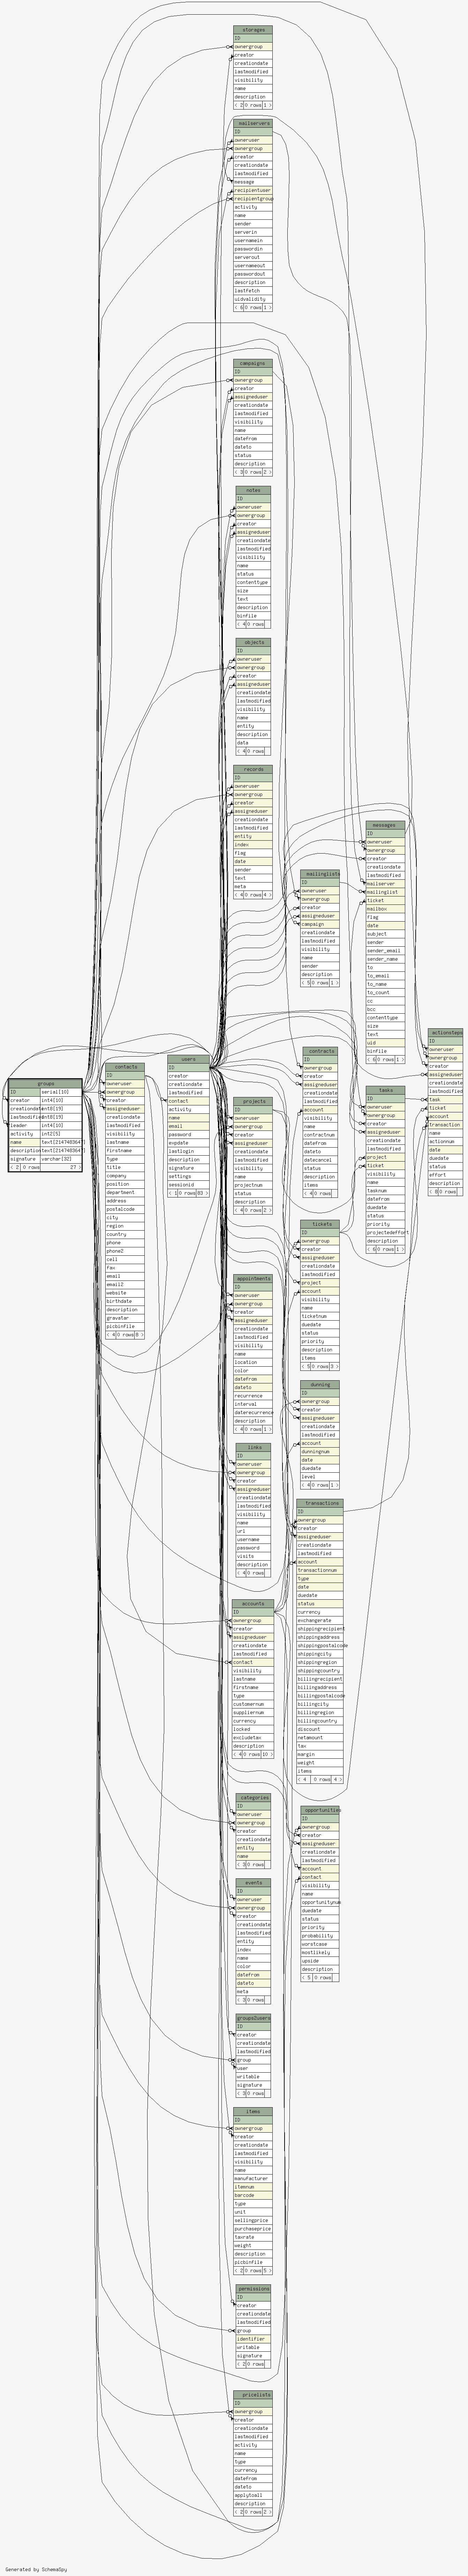 storages
ID
ownergroup
creator
creationdate
lastmodified
visibility
name
description
< 2 0 rows 1 >
mailservers
ID
owneruser
ownergroup
creator
creationdate
lastmodified
message
recipientuser
recipientgroup
activity
name
sender
serverin
usernamein
passwordin
serverout
usernameout
passwordout
description
lastfetch
uidvalidity
< 6 0 rows 1 >
campaigns
ID
ownergroup
creator
assigneduser
creationdate
lastmodified
visibility
name
datefrom
dateto
status
description
< 3 0 rows 2 >
notes
ID
owneruser
ownergroup
creator
assigneduser
creationdate
lastmodified
visibility
name
status
contenttype
size
text
description
binfile
< 4 0 rows
objects
ID
owneruser
ownergroup
creator
assigneduser
creationdate
lastmodified
visibility
name
entity
description
data
< 4 0 rows
records
ID
owneruser
ownergroup
creator
assigneduser
creationdate
lastmodified
entity
index
flag
date
sender
text
meta
< 4 0 rows 4 >
messages
ID
owneruser
ownergroup
creator
creationdate
lastmodified
mailserver
mailinglist
ticket
mailbox
flag
date
subject
sender
sender_email
sender_name
to
to_email
to_name
to_count
cc
bcc
contenttype
size
text
uid
binfile
< 6 0 rows 1 >
mailinglists
ID
owneruser
ownergroup
creator
assigneduser
campaign
creationdate
lastmodified
visibility
name
sender
description
< 5 0 rows 1 >
actionsteps
ID
owneruser
ownergroup
creator
assigneduser
creationdate
lastmodified
task
ticket
account
transaction
name
actionnum
date
duedate
status
effort
description
< 8 0 rows
contracts
ID
ownergroup
creator
assigneduser
creationdate
lastmodified
account
visibility
name
contractnum
datefrom
dateto
datecancel
status
description
items
< 4 0 rows
users
ID
creator
creationdate
lastmodified
contact
activity
name
email
password
expdate
lastlogin
description
signature
settings
sessionid
< 1 0 rows 93 >
contacts
ID
owneruser
ownergroup
creator
assigneduser
creationdate
lastmodified
visibility
lastname
firstname
type
title
company
position
department
address
postalcode
city
region
country
phone
phone2
cell
fax
email
email2
website
birthdate
description
gravatar
picbinfile
< 4 0 rows 8 >
groups
ID serial[10]
creator int4[10]
creationdate int8[19]
lastmodified int8[19]
leader int4[10]
activity int2[5]
name text[2147483647]
description text[2147483647]
signature varchar[32]
< 2 0 rows 27 >
tasks
ID
owneruser
ownergroup
creator
assigneduser
creationdate
lastmodified
project
ticket
visibility
name
tasknum
datefrom
duedate
status
priority
projectedeffort
description
< 6 0 rows 1 >
projects
ID
owneruser
ownergroup
creator
assigneduser
creationdate
lastmodified
visibility
name
projectnum
status
description
< 4 0 rows 2 >
tickets
ID
ownergroup
creator
assigneduser
creationdate
lastmodified
project
account
visibility
name
ticketnum
duedate
status
priority
description
items
< 5 0 rows 3 >
appointments
ID
owneruser
ownergroup
creator
assigneduser
creationdate
lastmodified
visibility
name
location
color
datefrom
dateto
recurrence
interval
daterecurrence
description
< 4 0 rows 1 >
dunning
ID
ownergroup
creator
assigneduser
creationdate
lastmodified
account
dunningnum
date
duedate
level
< 4 0 rows 1 >
links
ID
owneruser
ownergroup
creator
assigneduser
creationdate
lastmodified
visibility
name
url
username
password
visits
description
< 4 0 rows
transactions
ID
ownergroup
creator
assigneduser
creationdate
lastmodified
account
transactionnum
type
date
duedate
status
currency
exchangerate
shippingrecipient
shippingaddress
shippingpostalcode
shippingcity
shippingregion
shippingcountry
billingrecipient
billingaddress
billingpostalcode
billingcity
billingregion
billingcountry
discount
netamount
tax
margin
weight
items
< 4 0 rows 4 >
accounts
ID
ownergroup
creator
assigneduser
creationdate
lastmodified
contact
visibility
lastname
firstname
type
customernum
suppliernum
currency
locked
excludetax
description
< 4 0 rows 10 >
categories
ID
owneruser
ownergroup
creator
creationdate
entity
name
< 3 0 rows
opportunities
ID
ownergroup
creator
assigneduser
creationdate
lastmodified
account
contact
visibility
name
opportunitynum
duedate
status
priority
probability
worstcase
mostlikely
upside
description
< 5 0 rows
events
ID
owneruser
ownergroup
creator
creationdate
lastmodified
entity
index
name
color
datefrom
dateto
meta
< 3 0 rows
groups2users
ID
creator
creationdate
lastmodified
group
user
writable
signature
< 3 0 rows
items
ID
ownergroup
creator
creationdate
lastmodified
visibility
name
manufacturer
itemnum
barcode
type
unit
sellingprice
purchaseprice
taxrate
weight
description
picbinfile
< 2 0 rows 5 >
permissions
ID
creator
creationdate
lastmodified
group
identifier
writable
signature
< 2 0 rows
pricelists
ID
ownergroup
creator
creationdate
lastmodified
activity
name
type
currency
datefrom
dateto
applytoall
description
< 2 0 rows 2 >
Generated by SchemaSpy